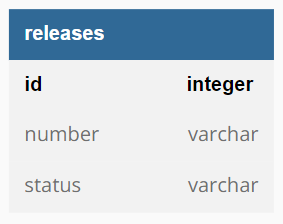 releases
id integer
number varchar
status varchar